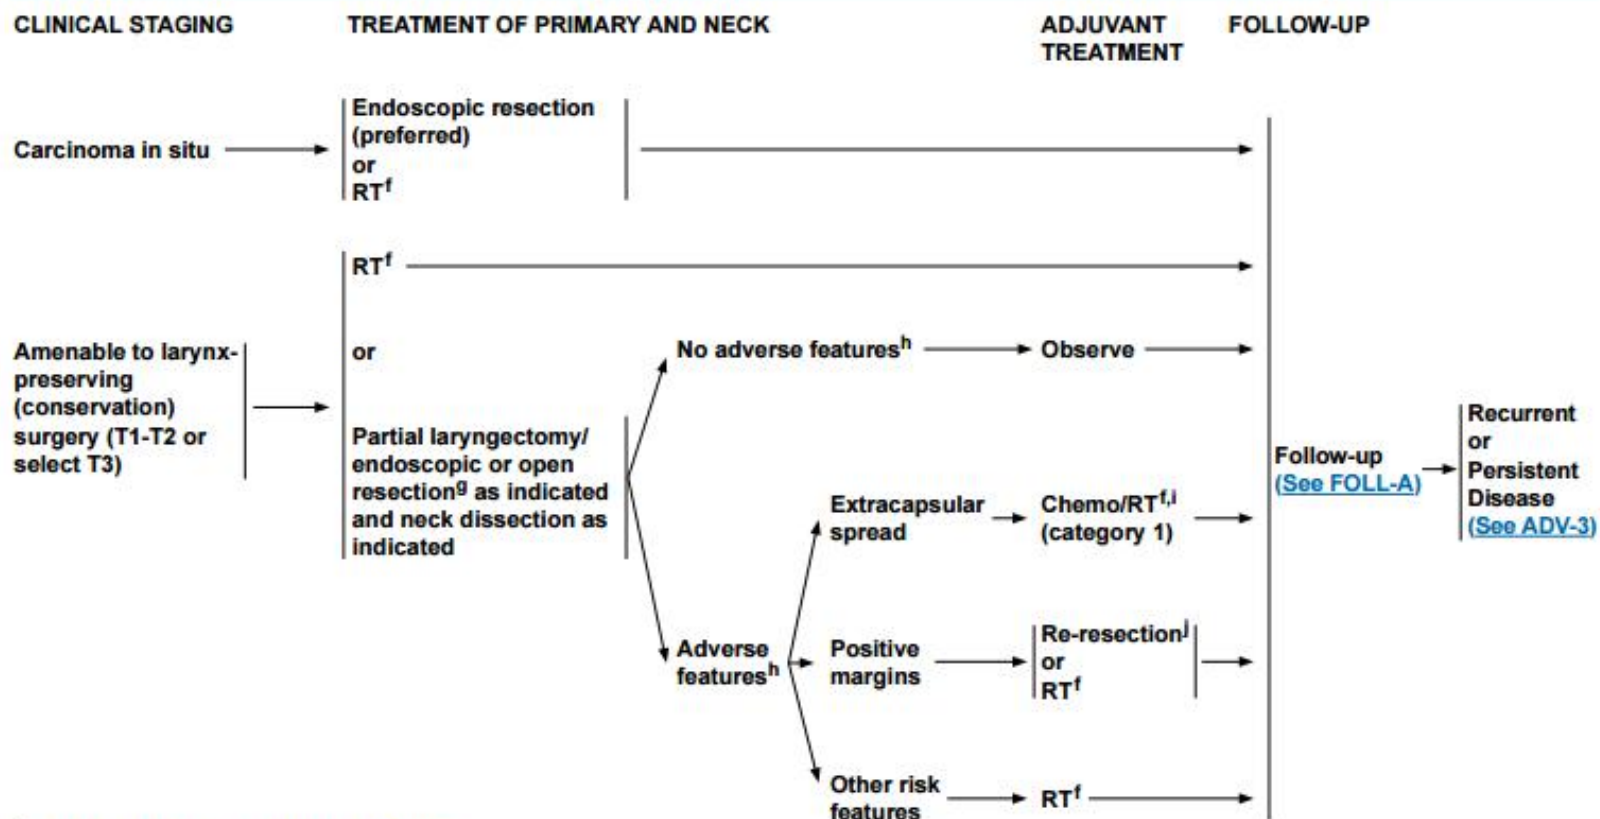 CLINICAL STAGING
TREATMENT OF PRIMARY AND NECK
ADJUVANT
TREATMENT
FOLLOW-UP
Carcinoma in situ
Endoscopic resection
(preferred)
or
RTf
RTf
Amenable to larynx-
preserving
(conservation)
surgery (T1-T2 or
select T3)
or
Partial laryngectomy/
endoscopic or open
resectiong as indicated
and neck dissection as
indicated
No adverse featuresh
Observe
Adverse
featuresh
Extracapsular
spread
Chemo/RTf,i
(category 1)
Positive
margins
Re-resectionj
or
RTf
Other risk
features
RTf
Follow-up
(See FOLL-A)
Recurrent
or
Persistent
Disease
(See ADV-3)